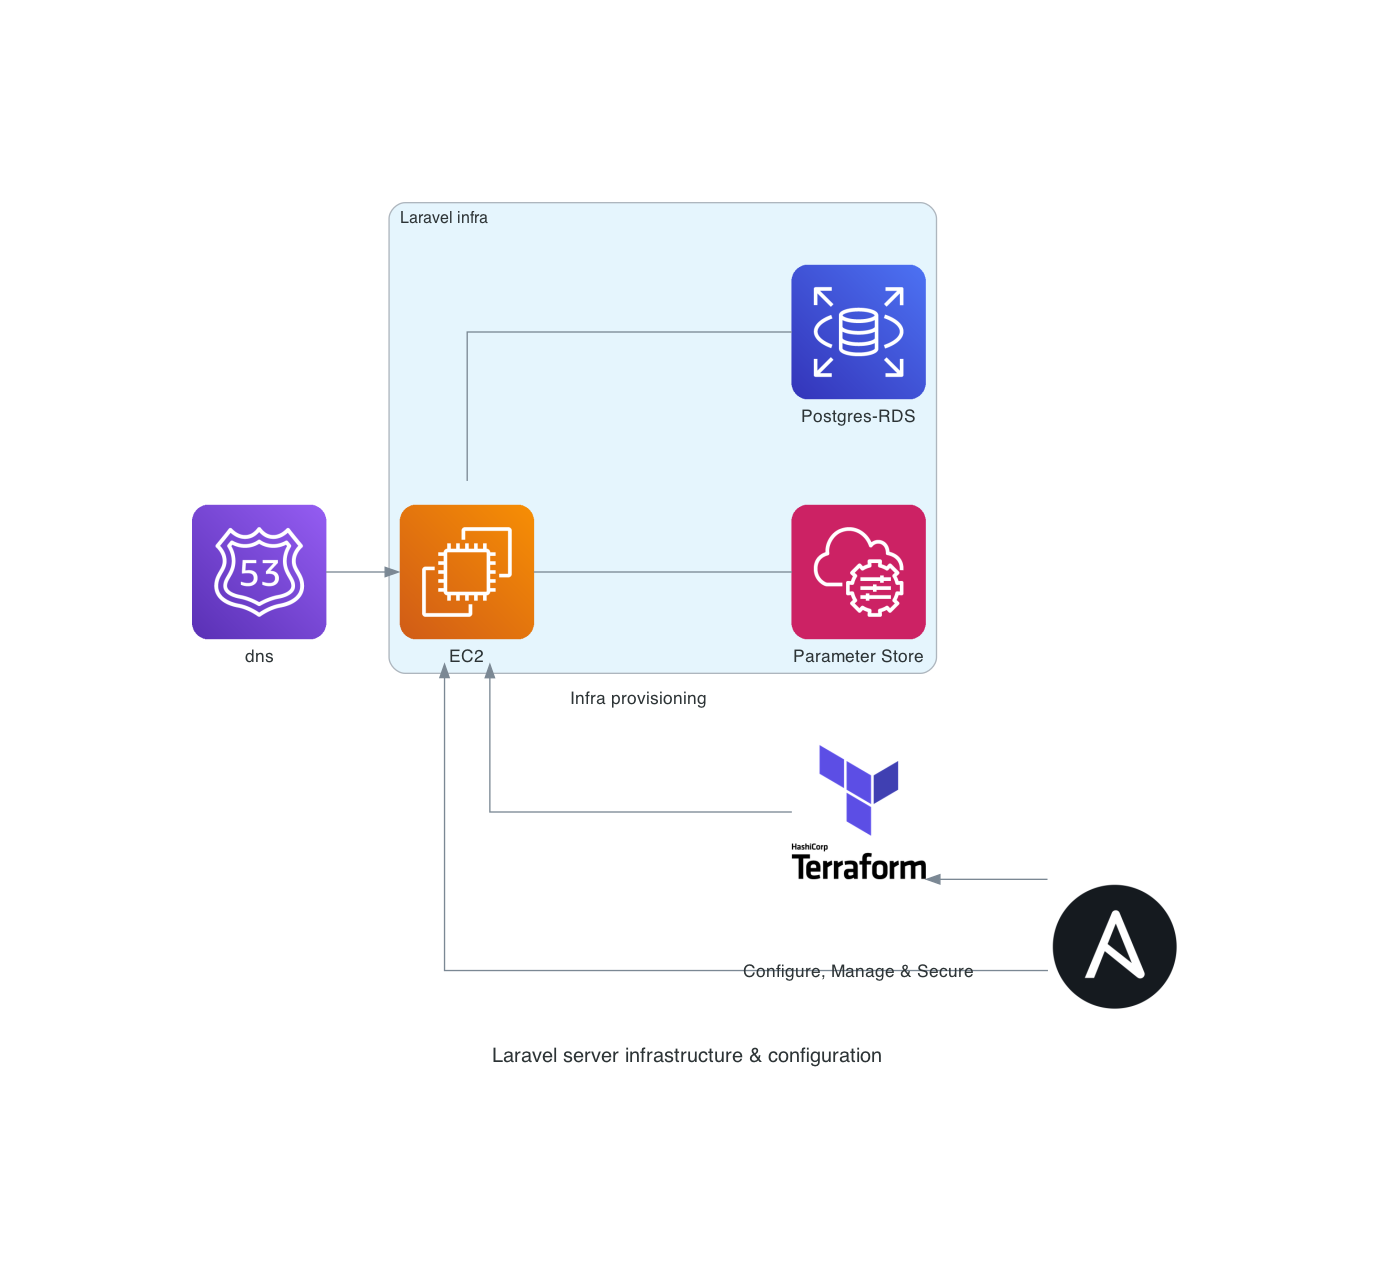 Laravel infra
Postgres-RDS
53
dns
EC2
Parameter Store
Infra provisioning
HashiCorp
Terraform
Configure, Manage & Secure
Laravel server infrastructure & configuration